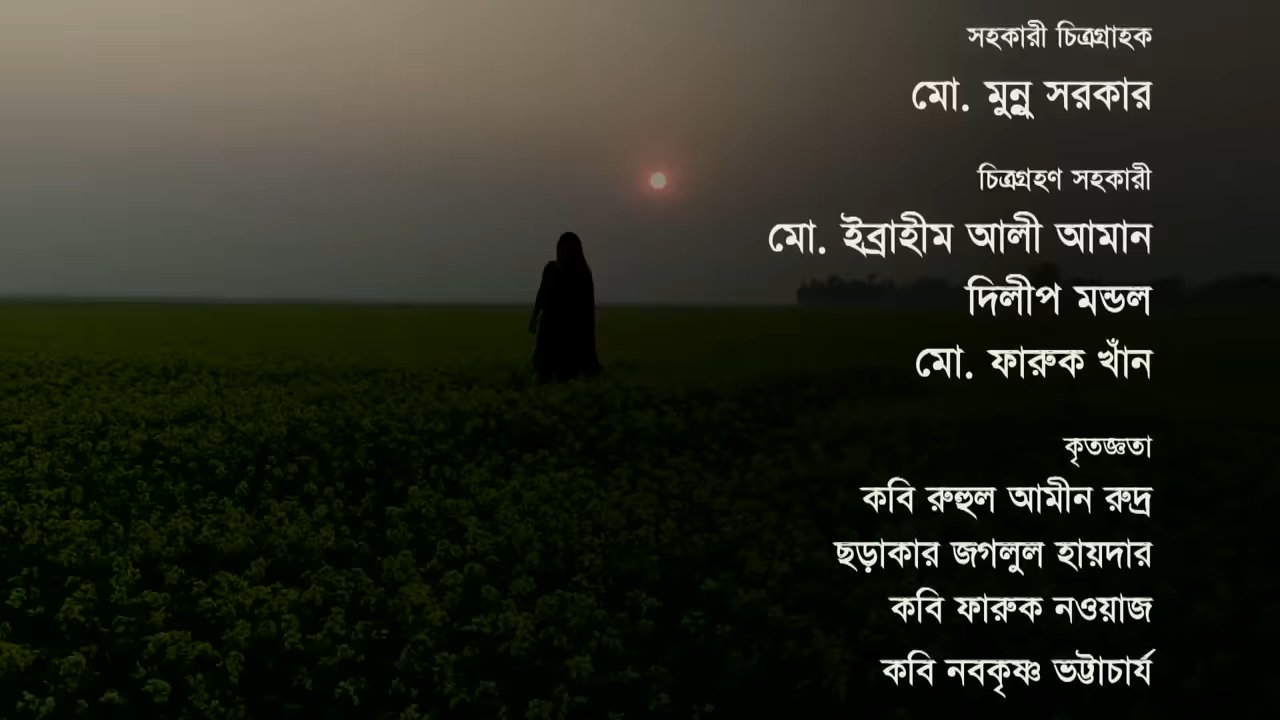 সহকারী চিত্রগ্রাহক
মো. মুন্নু সরকার
চিত্রগ্রহণ সহকারী
মো. ইব্রাহীম আলী আমান
দিলীপ মন্ডল
মো. ফারুক খাঁন
কৃতজ্ঞতা
কবি রুহুল আমীন রুদ্র
ছড়াকার জগলুল হায়দার
কবি ফারুক নওয়াজ
কবি নবকৃষ্ণ ভট্টাচার্য